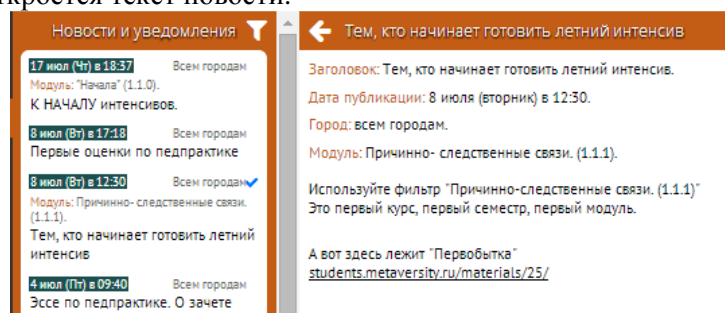 откроется текст новости.
Новости и уведомления
17 июл (Чт) в 18:37 Всем городам
Модуль: "Начала" (1.1.0).
К НАЧАЛУ интенсивов.
8 июл (Вт) в 17:18 Всем городам
Первые оценки по педпрактике
8 июл (Вт) в 12:30 Всем городам
Модуль: Причинно- следственные связи.
(1.1.1).
Тем, кто начинает готовить летний
интенсив
4 июл (Пт) в 09:40 Всем городам
Эссе по педпрактике. О зачете
Тем, кто начинает готовить летний интенсив
Заголовок: Тем, кто начинает готовить летний интенсив.
Дата публикации: 8 июля (вторник) в 12:30.
Город: всем городам.
Модуль: Причинно- следственные связи. (1.1.1).
Используйте фильтр "Причинно-следственные связи. (1.1.1)"
Это первый курс, первый семестр, первый модуль.
А вот здесь лежит "Первобытка"
students.metaversity.ru/materials/25/